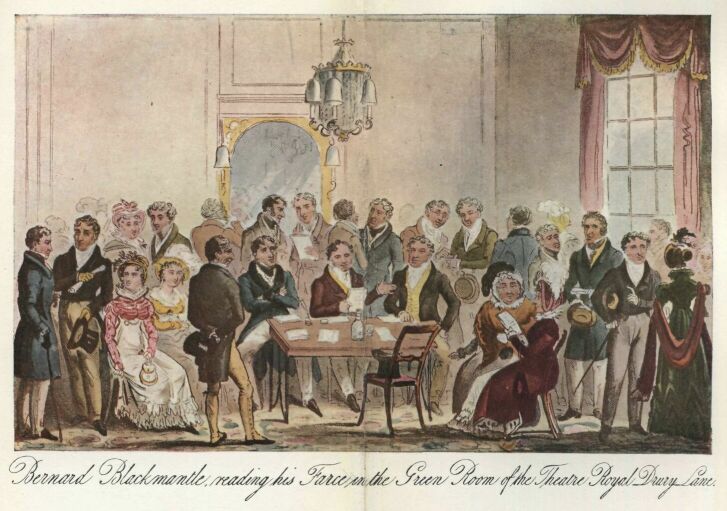 Bernard Blackmantle, reading his Farce, in the Green Room of the Theatre Royal Drury Lane.